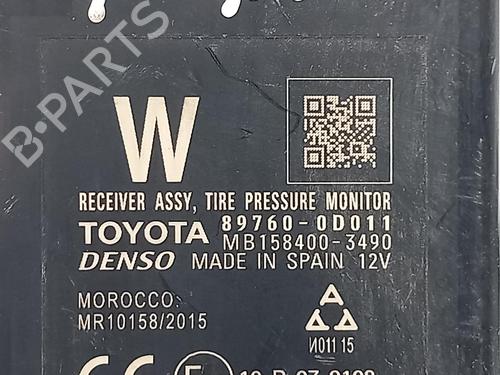 B-PARTS
W
RECEIVER ASSY, TIRE PRESSURE MONITOR
TOYOTA 89760-0D011
MB158400-3490
DENSO MADE IN SPAIN 12V
MOROCCO:
MR10158/2015
И011 15
CE E